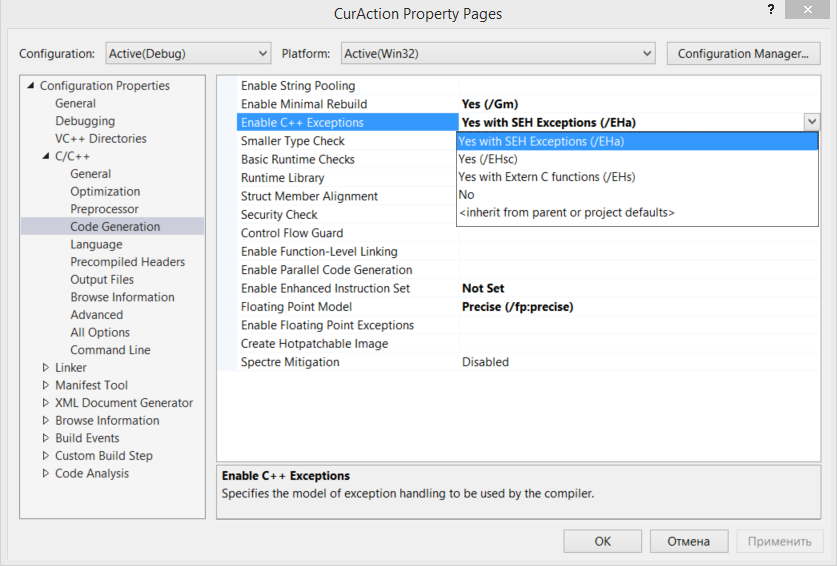 CurAction Property Pages
?
Configuration: Active(Debug) Platform: Active(Win32) Configuration Manager...
Configuration Properties
General
Debugging
VC++ Directories
C/C++
General
Optimization
Preprocessor
Code Generation
Language
Precompiled Headers
Output Files
Browse Information
Advanced
All Options
Command Line
Linker
Manifest Tool
XML Document Generator
Browse Information
Build Events
Custom Build Step
Code Analysis
Enable String Pooling
Enable Minimal Rebuild Yes (/Gm)
Enable C++ Exceptions Yes with SEH Exceptions (/EHa)
Smaller Type Check
Basic Runtime Checks
Runtime Library
Struct Member Alignment
Security Check
Control Flow Guard
Yes with SEH Exceptions (/EHa)
Yes (/EHsc)
Yes with Extern C functions (/EHs)
No
<inherit from parent or project defaults>
Enable Function-Level Linking
Enable Parallel Code Generation
Enable Enhanced Instruction Set Not Set
Floating Point Model Precise (/fp:precise)
Enable Floating Point Exceptions
Create Hotpatchable Image
Spectre Mitigation Disabled
Enable C++ Exceptions
Specifies the model of exception handling to be used by the compiler.
OK Отмена Применить